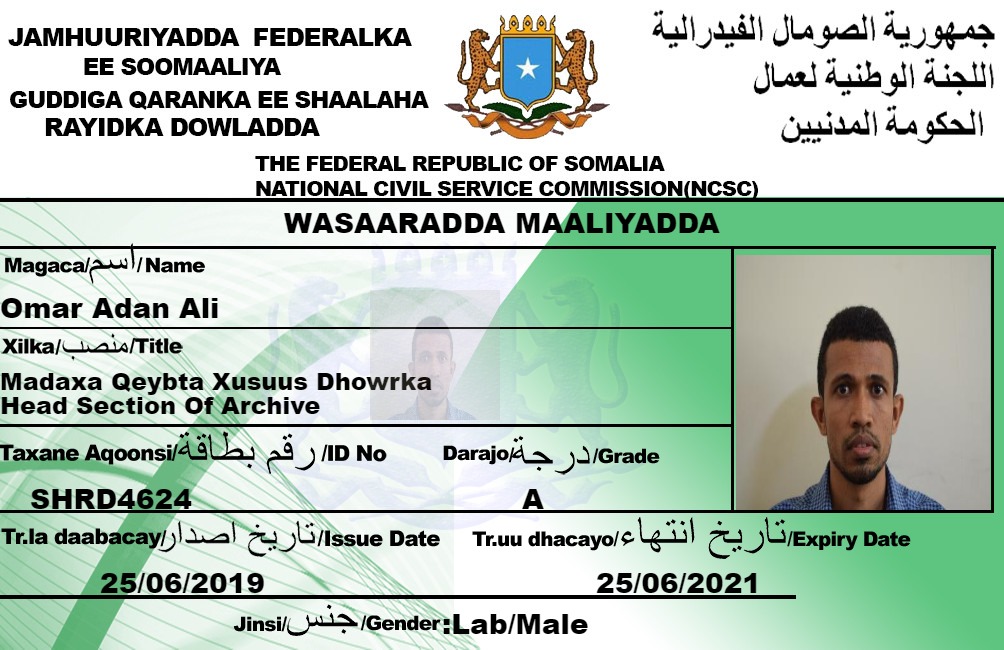 JAMHUURIYADDA FEDERALKA
EE SOOMAALIYA
GUDDIGA QARANKA EE SHAALAHA
RAYIDKA DOWLADDA
جمهورية الصومال الفيدرالية
اللجنة الوطنية لعمال
الحكومة المدنيين
THE FEDERAL REPUBLIC OF SOMALIA
NATIONAL CIVIL SERVICE COMMISSION(NCSC)
WASAARADDA MAALIYADDA
Magaca/اسم/Name
Omar Adan Ali
Xilka/منصب/Title
Madaxa Qeybta Xusuus Dhowrka
Head Section Of Archive
Taxane Aqoonsi/رقم بطاقة/ID No
SHRD4624
Darajo/درجة/Grade
A
Tr.la daabacay/تاريخ اصدار/Issue Date
25/06/2019
Tr.uu dhacayo/تاريخ انتهاء/Expiry Date
25/06/2021
Jinsi/جنس/Gender:Lab/Male